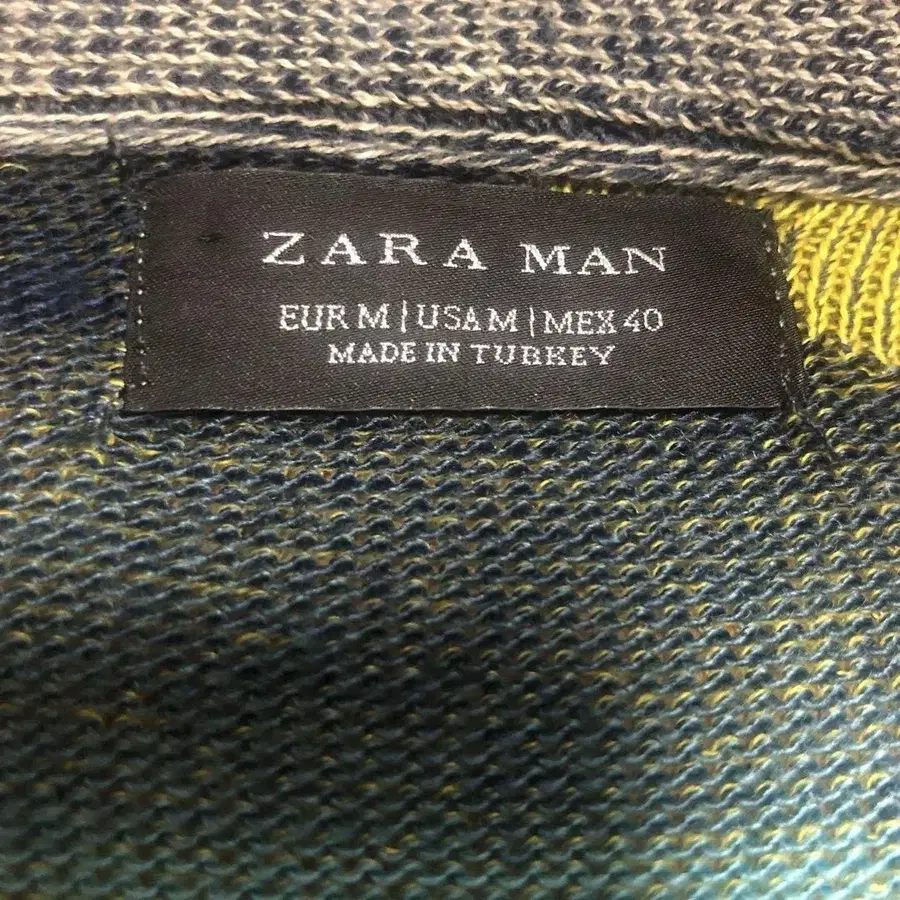 ZARA MAN
EUR M | USA M | MEX 40
MADE IN TURKEY